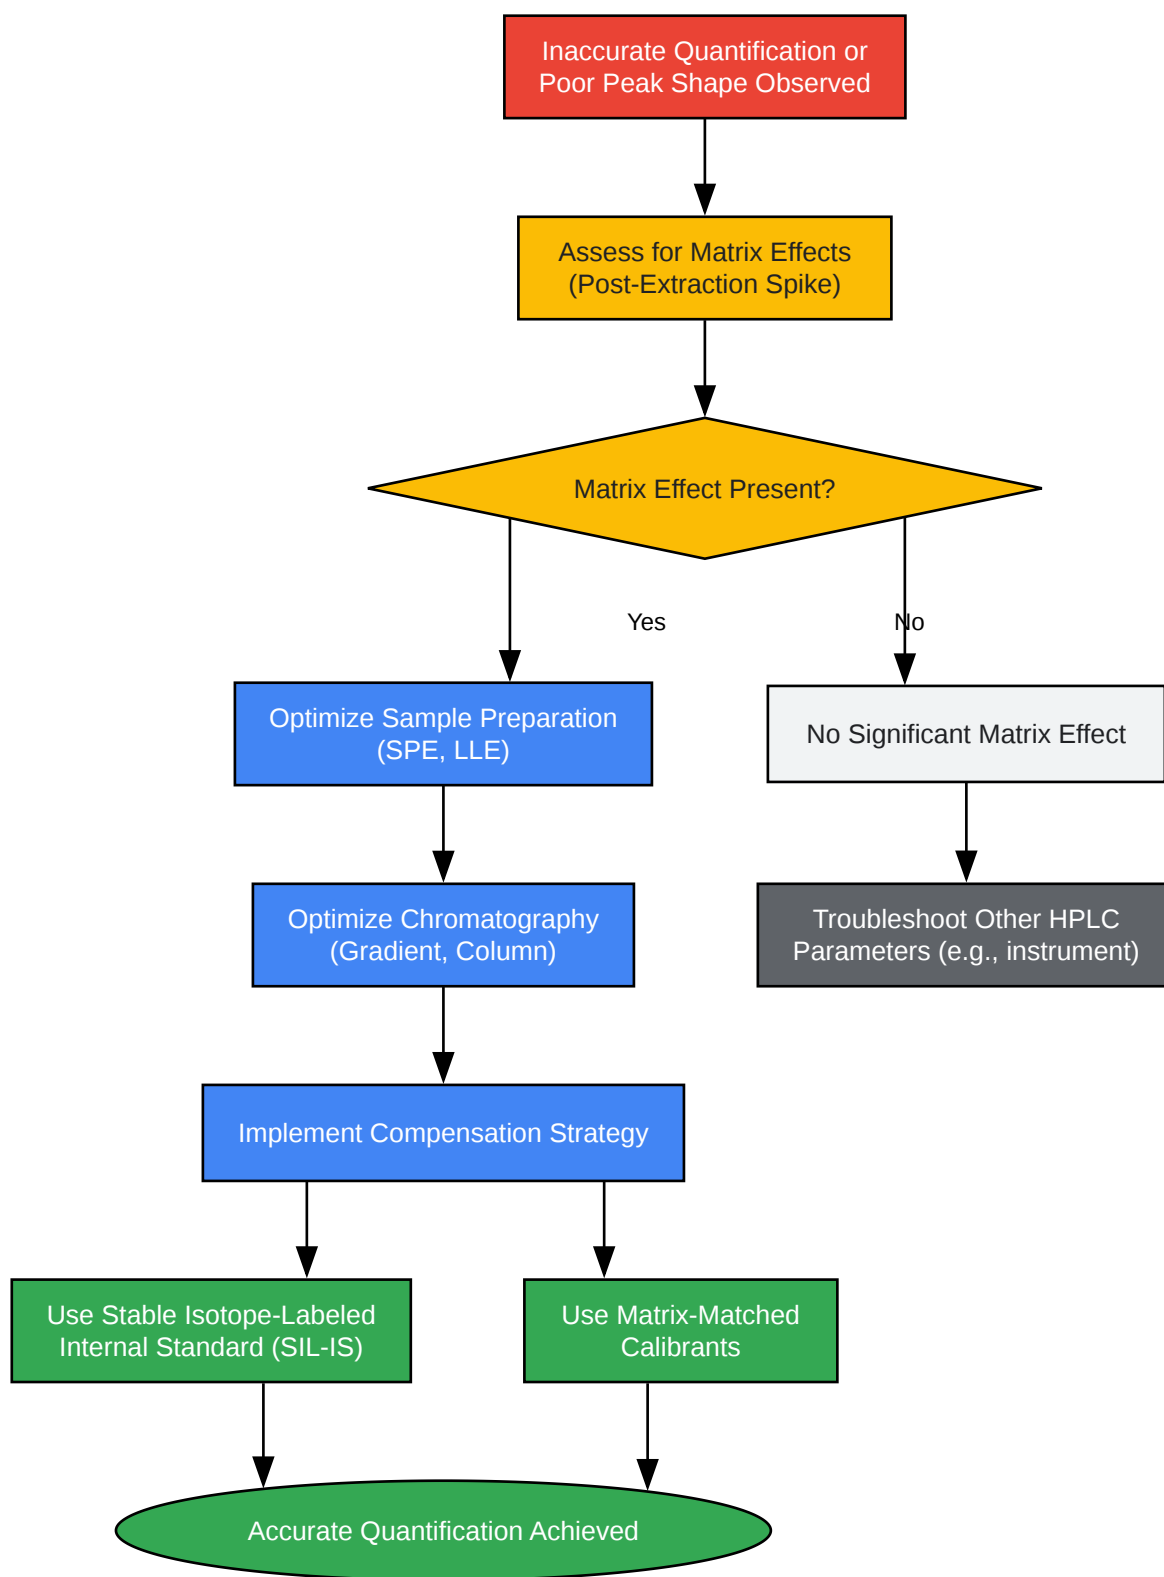 Inaccurate Quantification or
Poor Peak Shape Observed
Assess for Matrix Effects
(Post-Extraction Spike)
Matrix Effect Present?
Yes
No
Optimize Sample Preparation
(SPE, LLE)
No Significant Matrix Effect
Optimize Chromatography
(Gradient, Column)
Troubleshoot Other HPLC
Parameters (e.g., instrument)
Implement Compensation Strategy
Use Stable Isotope-Labeled
Internal Standard (SIL-IS)
Use Matrix-Matched
Calibrants
Accurate Quantification Achieved